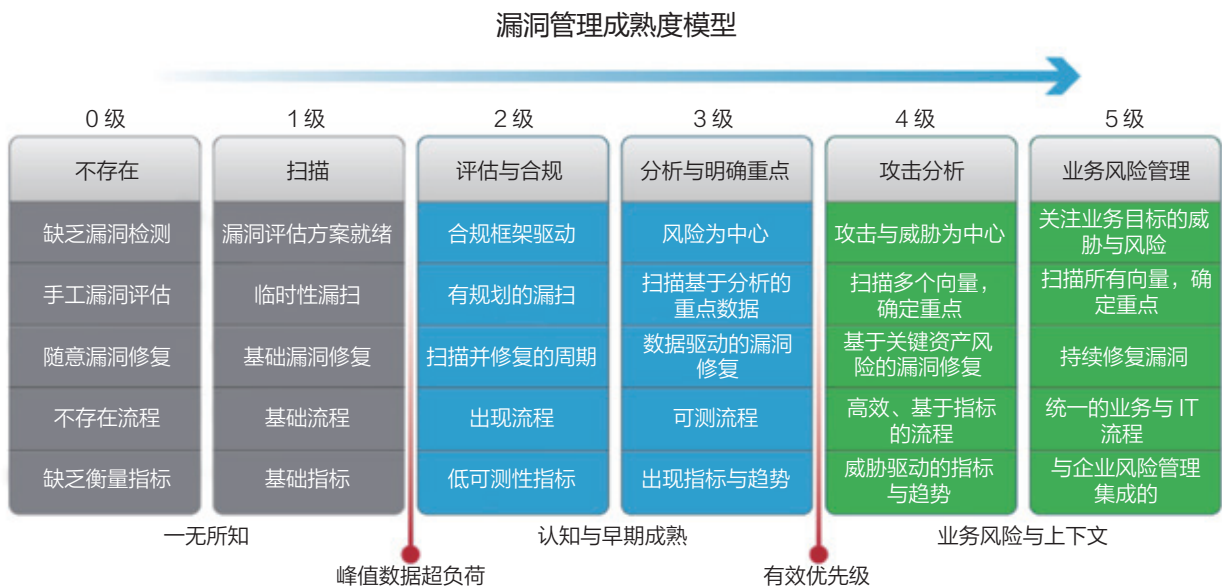 漏洞管理成熟度模型
0 级
1 级
2 级
3 级
4 级
5 级
不存在
扫描
评估与合规
分析与明确重点
攻击分析
业务风险管理
缺乏漏洞检测
漏洞评估方案就绪
合规框架驱动
风险为中心
攻击与威胁为中心
关注业务目标的威
胁与风险
手工漏洞评估
临时性漏扫
有规划的漏扫
扫描基于分析的
重点数据
扫描多个向量，
确定重点
扫描所有向量，确
定重点
随意漏洞修复
基础漏洞修复
扫描并修复的周期
数据驱动的漏洞
修复
基于关键资产风
险的漏洞修复
持续修复漏洞
不存在流程
基础流程
出现流程
可测流程
高效、基于指标
的流程
统一的业务与 IT
流程
缺乏衡量指标
基础指标
低可测性指标
出现指标与趋势
威胁驱动的指标
与趋势
与企业风险管理
集成的
一无所知
认知与早期成熟
业务风险与上下文
峰值数据超负荷
有效优先级